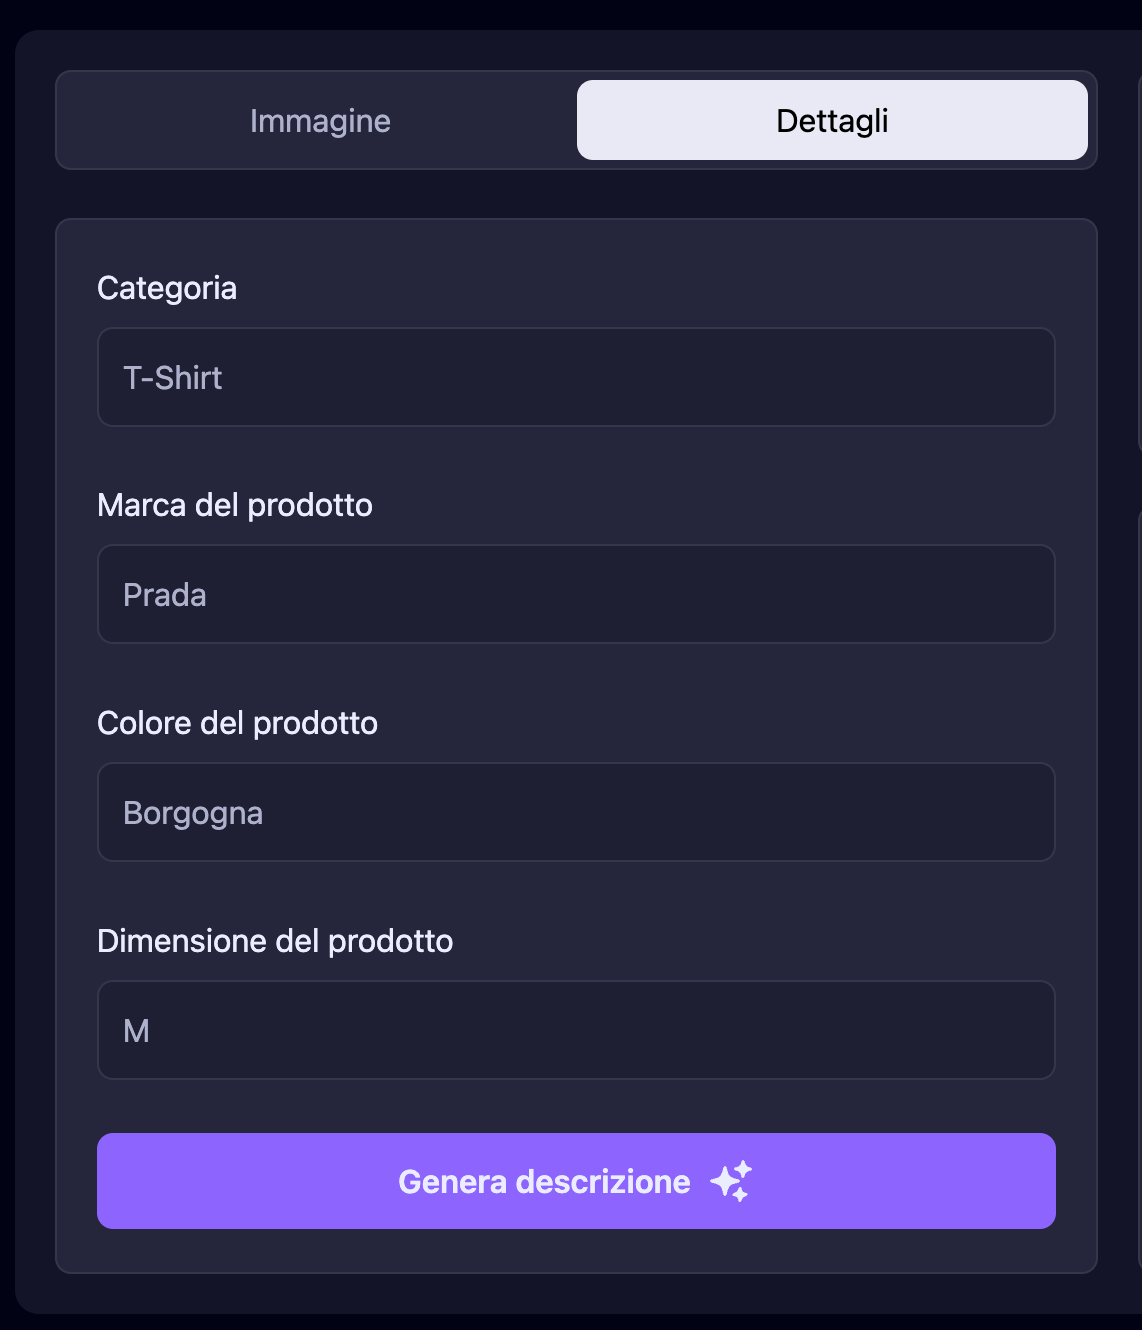 Immagine
Dettagli
Categoria
T-Shirt
Marca del prodotto
Prada
Colore del prodotto
Borgogna
Dimensione del prodotto
M
Genera descrizione